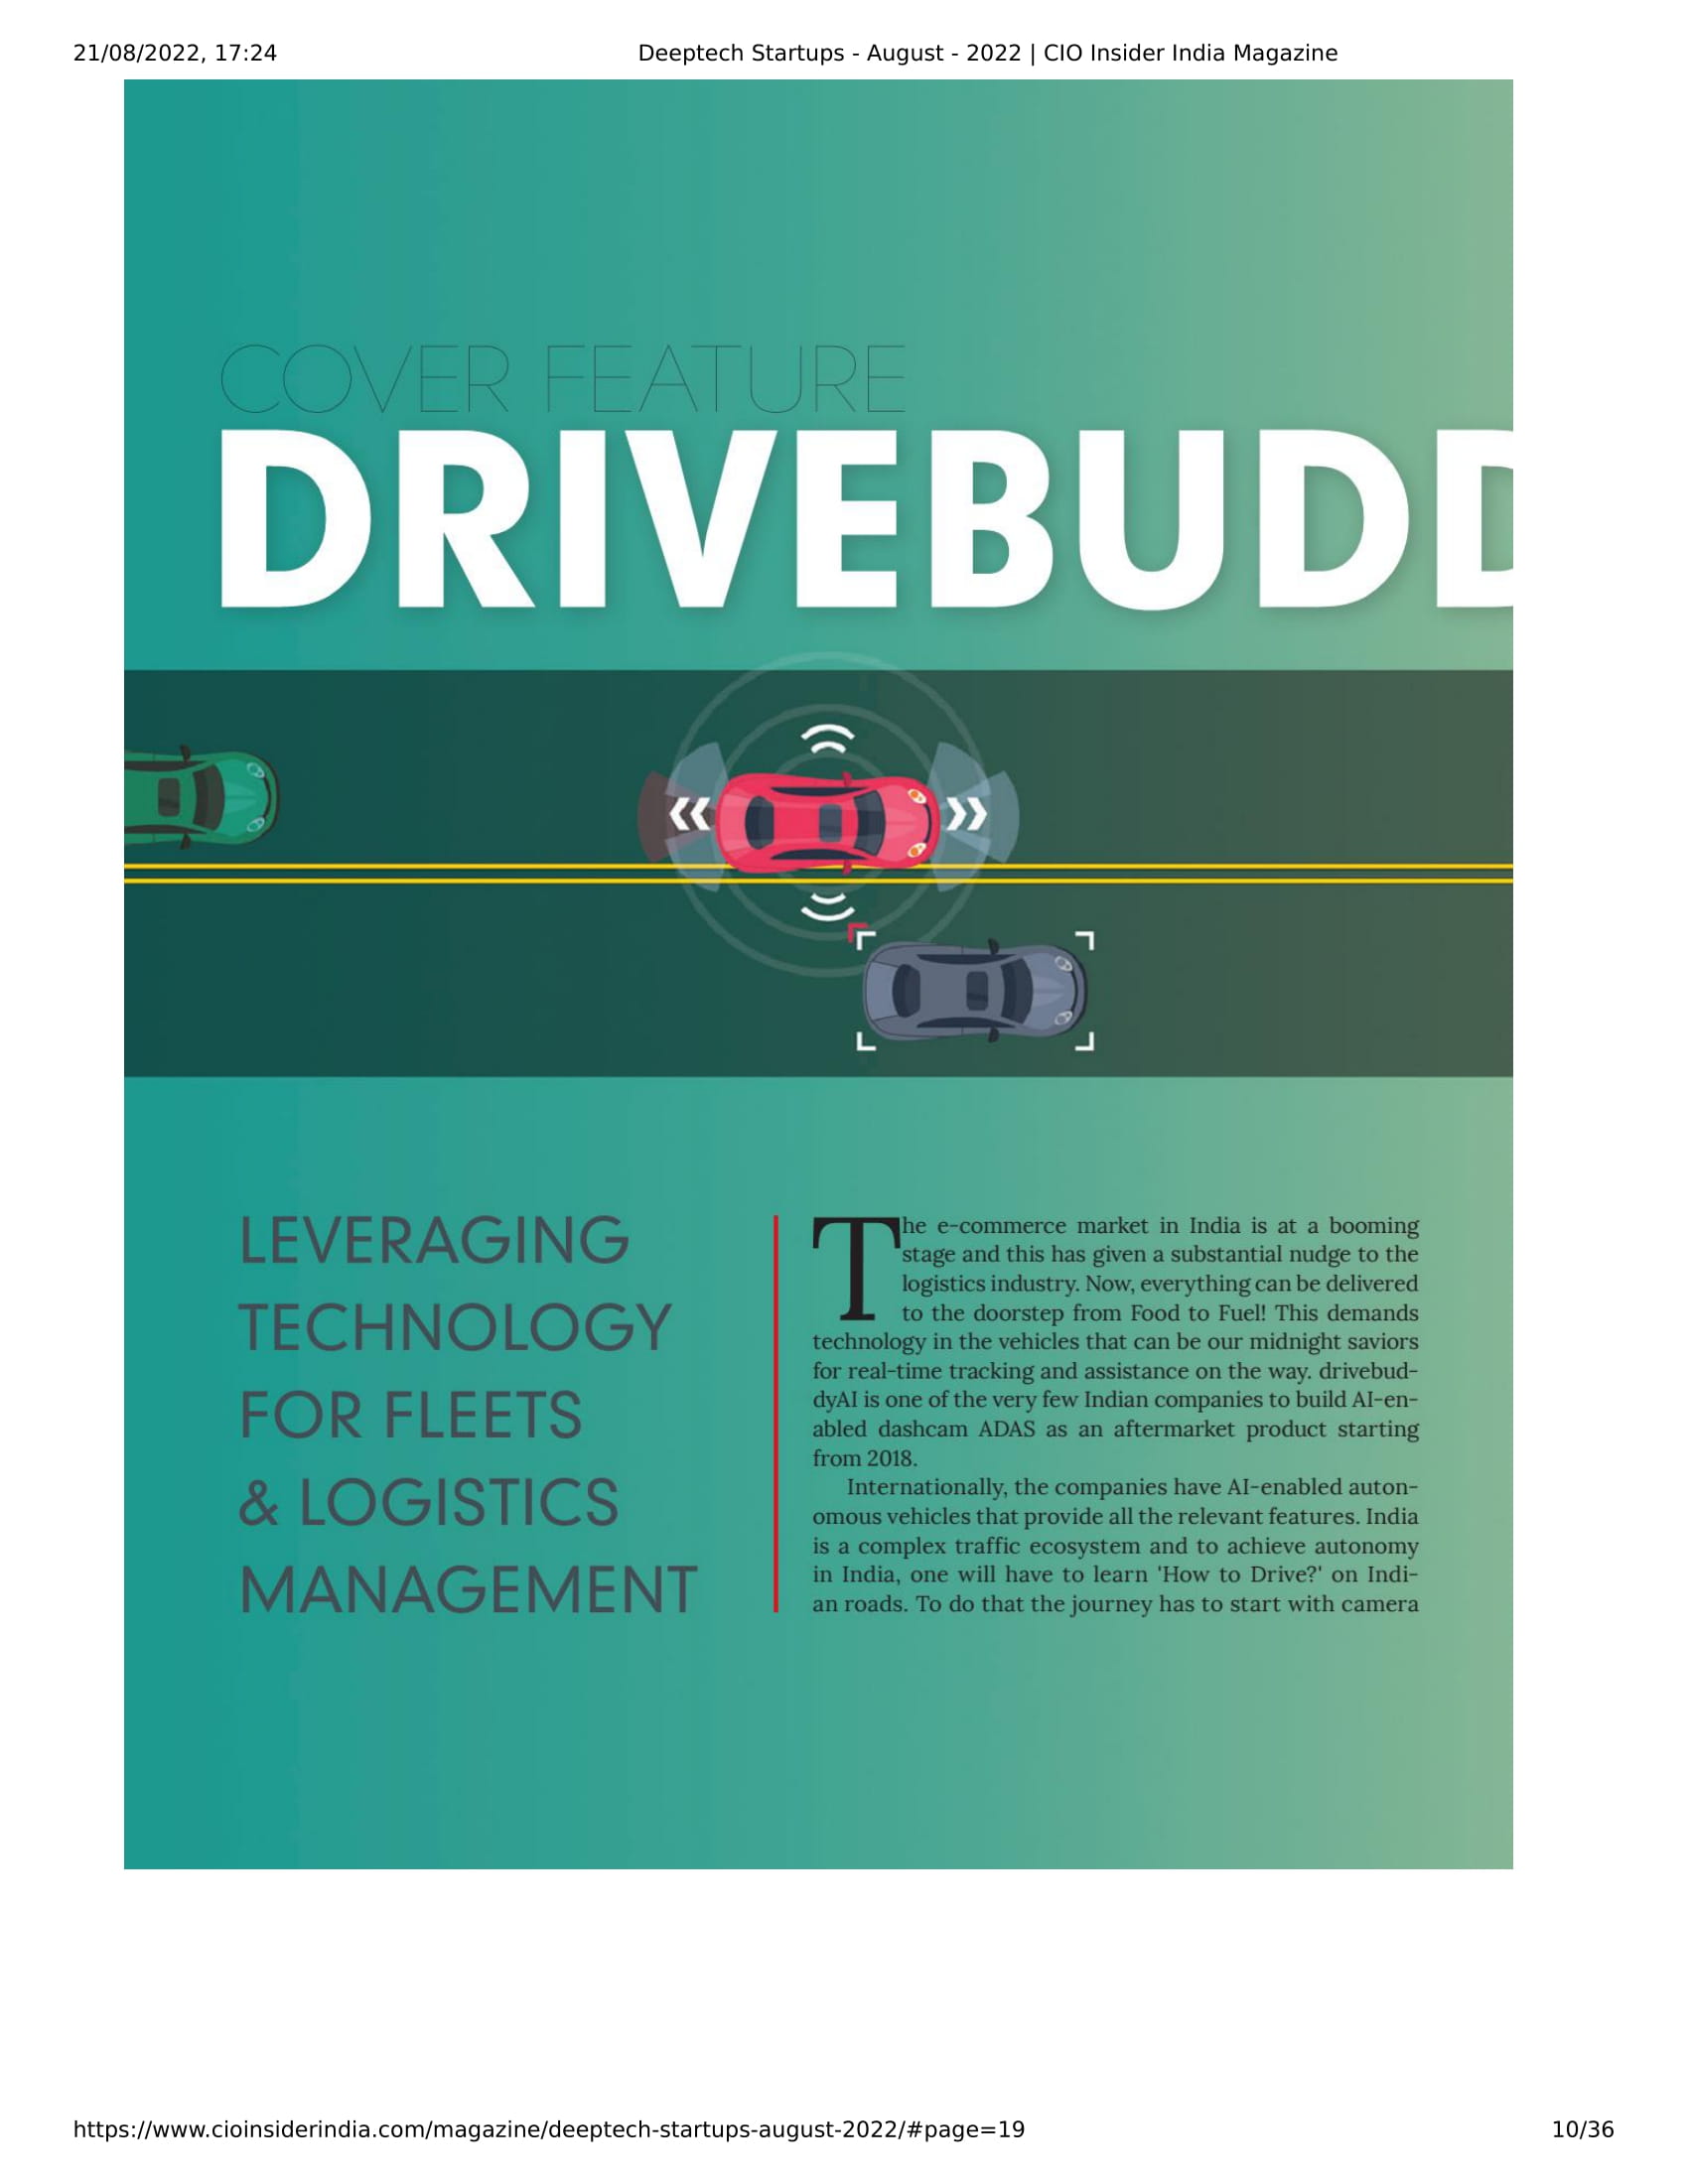 21/08/2022, 17:24
Deeptech Startups - August - 2022 | CIO Insider India Magazine
COVER FEATURE
DRIVEBUDD
LEVERAGING
TECHNOLOGY
FOR FLEETS
& LOGISTICS
MANAGEMENT
The e-commerce market in India is at a booming
stage and this has given a substantial nudge to the
logistics industry. Now, everything can be delivered
to the doorstep from Food to Fuel! This demands
technology in the vehicles that can be our midnight saviors
for real-time tracking and assistance on the way. drivebud-
dyAI is one of the very few Indian companies to build AI-en-
abled dashcam ADAS as an aftermarket product starting
from 2018.
Internationally, the companies have AI-enabled auton-
omous vehicles that provide all the relevant features. India
is a complex traffic ecosystem and to achieve autonomy
in India, one will have to learn 'How to Drive?' on Indi-
an roads. To do that the journey has to start with camera
https://www.cioinsiderindia.com/magazine/deeptech-startups-august-2022/#page=19
10/36